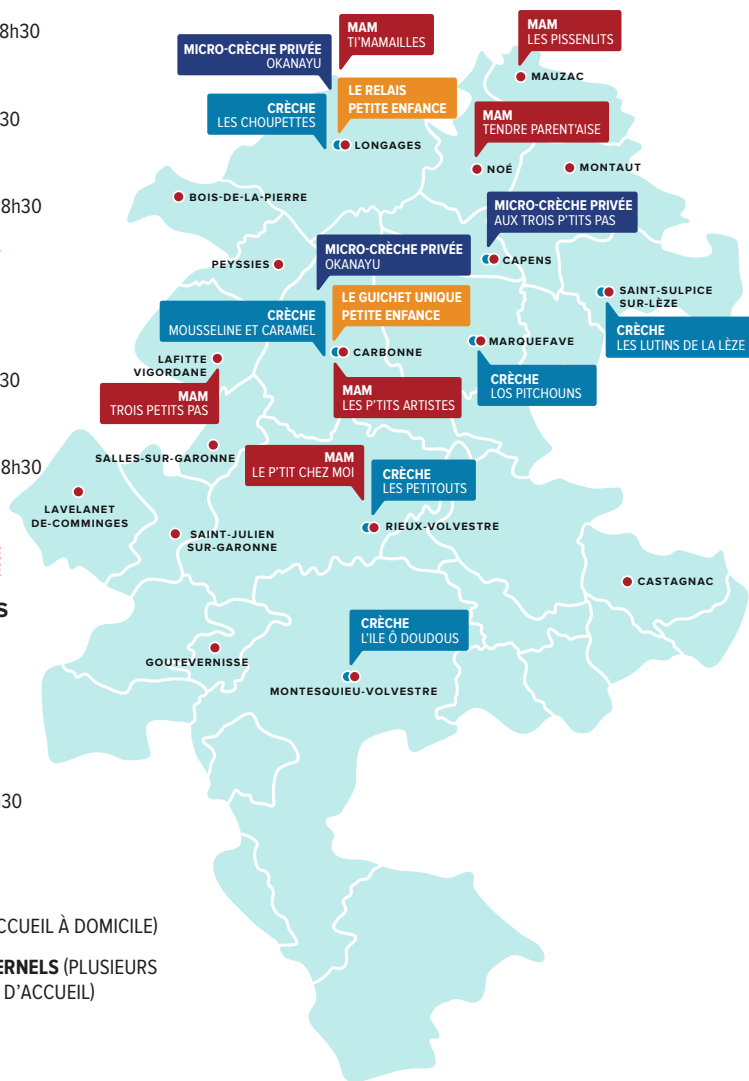 8h30
MAM
TI'MAMAILLES
MAM
LES PISSENLITS
MICRO-CRÈCHE PRIVÉE
OKANAYU
MAUZAC
LE RELAIS
PETITE ENFANCE
CRÈCHE
LES CHOUPETTES
30
MAM
TENDRE PARENT'AISE
LONGAGES
NOÉ
MONTAUT
BOIS-DE-LA-PIERRE
8h30
MICRO-CRÈCHE PRIVÉE
AUX TROIS P'TITS PAS
MICRO-CRÈCHE PRIVÉE
OKANAYU
PEYSSIES
CAPENS
SAINT-SULPICE
SUR-LÈZE
LE GUICHET UNIQUE
PETITE ENFANCE
CRÈCHE
MOUSSELINE ET CARAMEL
CRÈCHE
LES LUTINS DE LA LÈZE
MARQUEFAVE
CARBONNE
LAFITTE
VIGORDANE
30
CRÈCHE
LOS PITCHOUNS
MAM
TROIS PETITS PAS
MAM
LES P'TITS ARTISTES
SALLES-SUR-GARONNE
8h30
MAM
LE P'TIT CHEZ MOI
CRÈCHE
LES PETITOUTS
LAVELANET
DE-COMMINGES
SAINT-JULIEN
SUR-GARONNE
RIEUX-VOLVESTRE
CASTAGNAC
S
CRÈCHE
L'ILE Ô DOUDOUS
GOUTEVERNISSE
MONTESQUIEU-VOLVESTRE
h30
CCUEIL À DOMICILE)
ERNELS (PLUSIEURS
D'ACCUEIL)